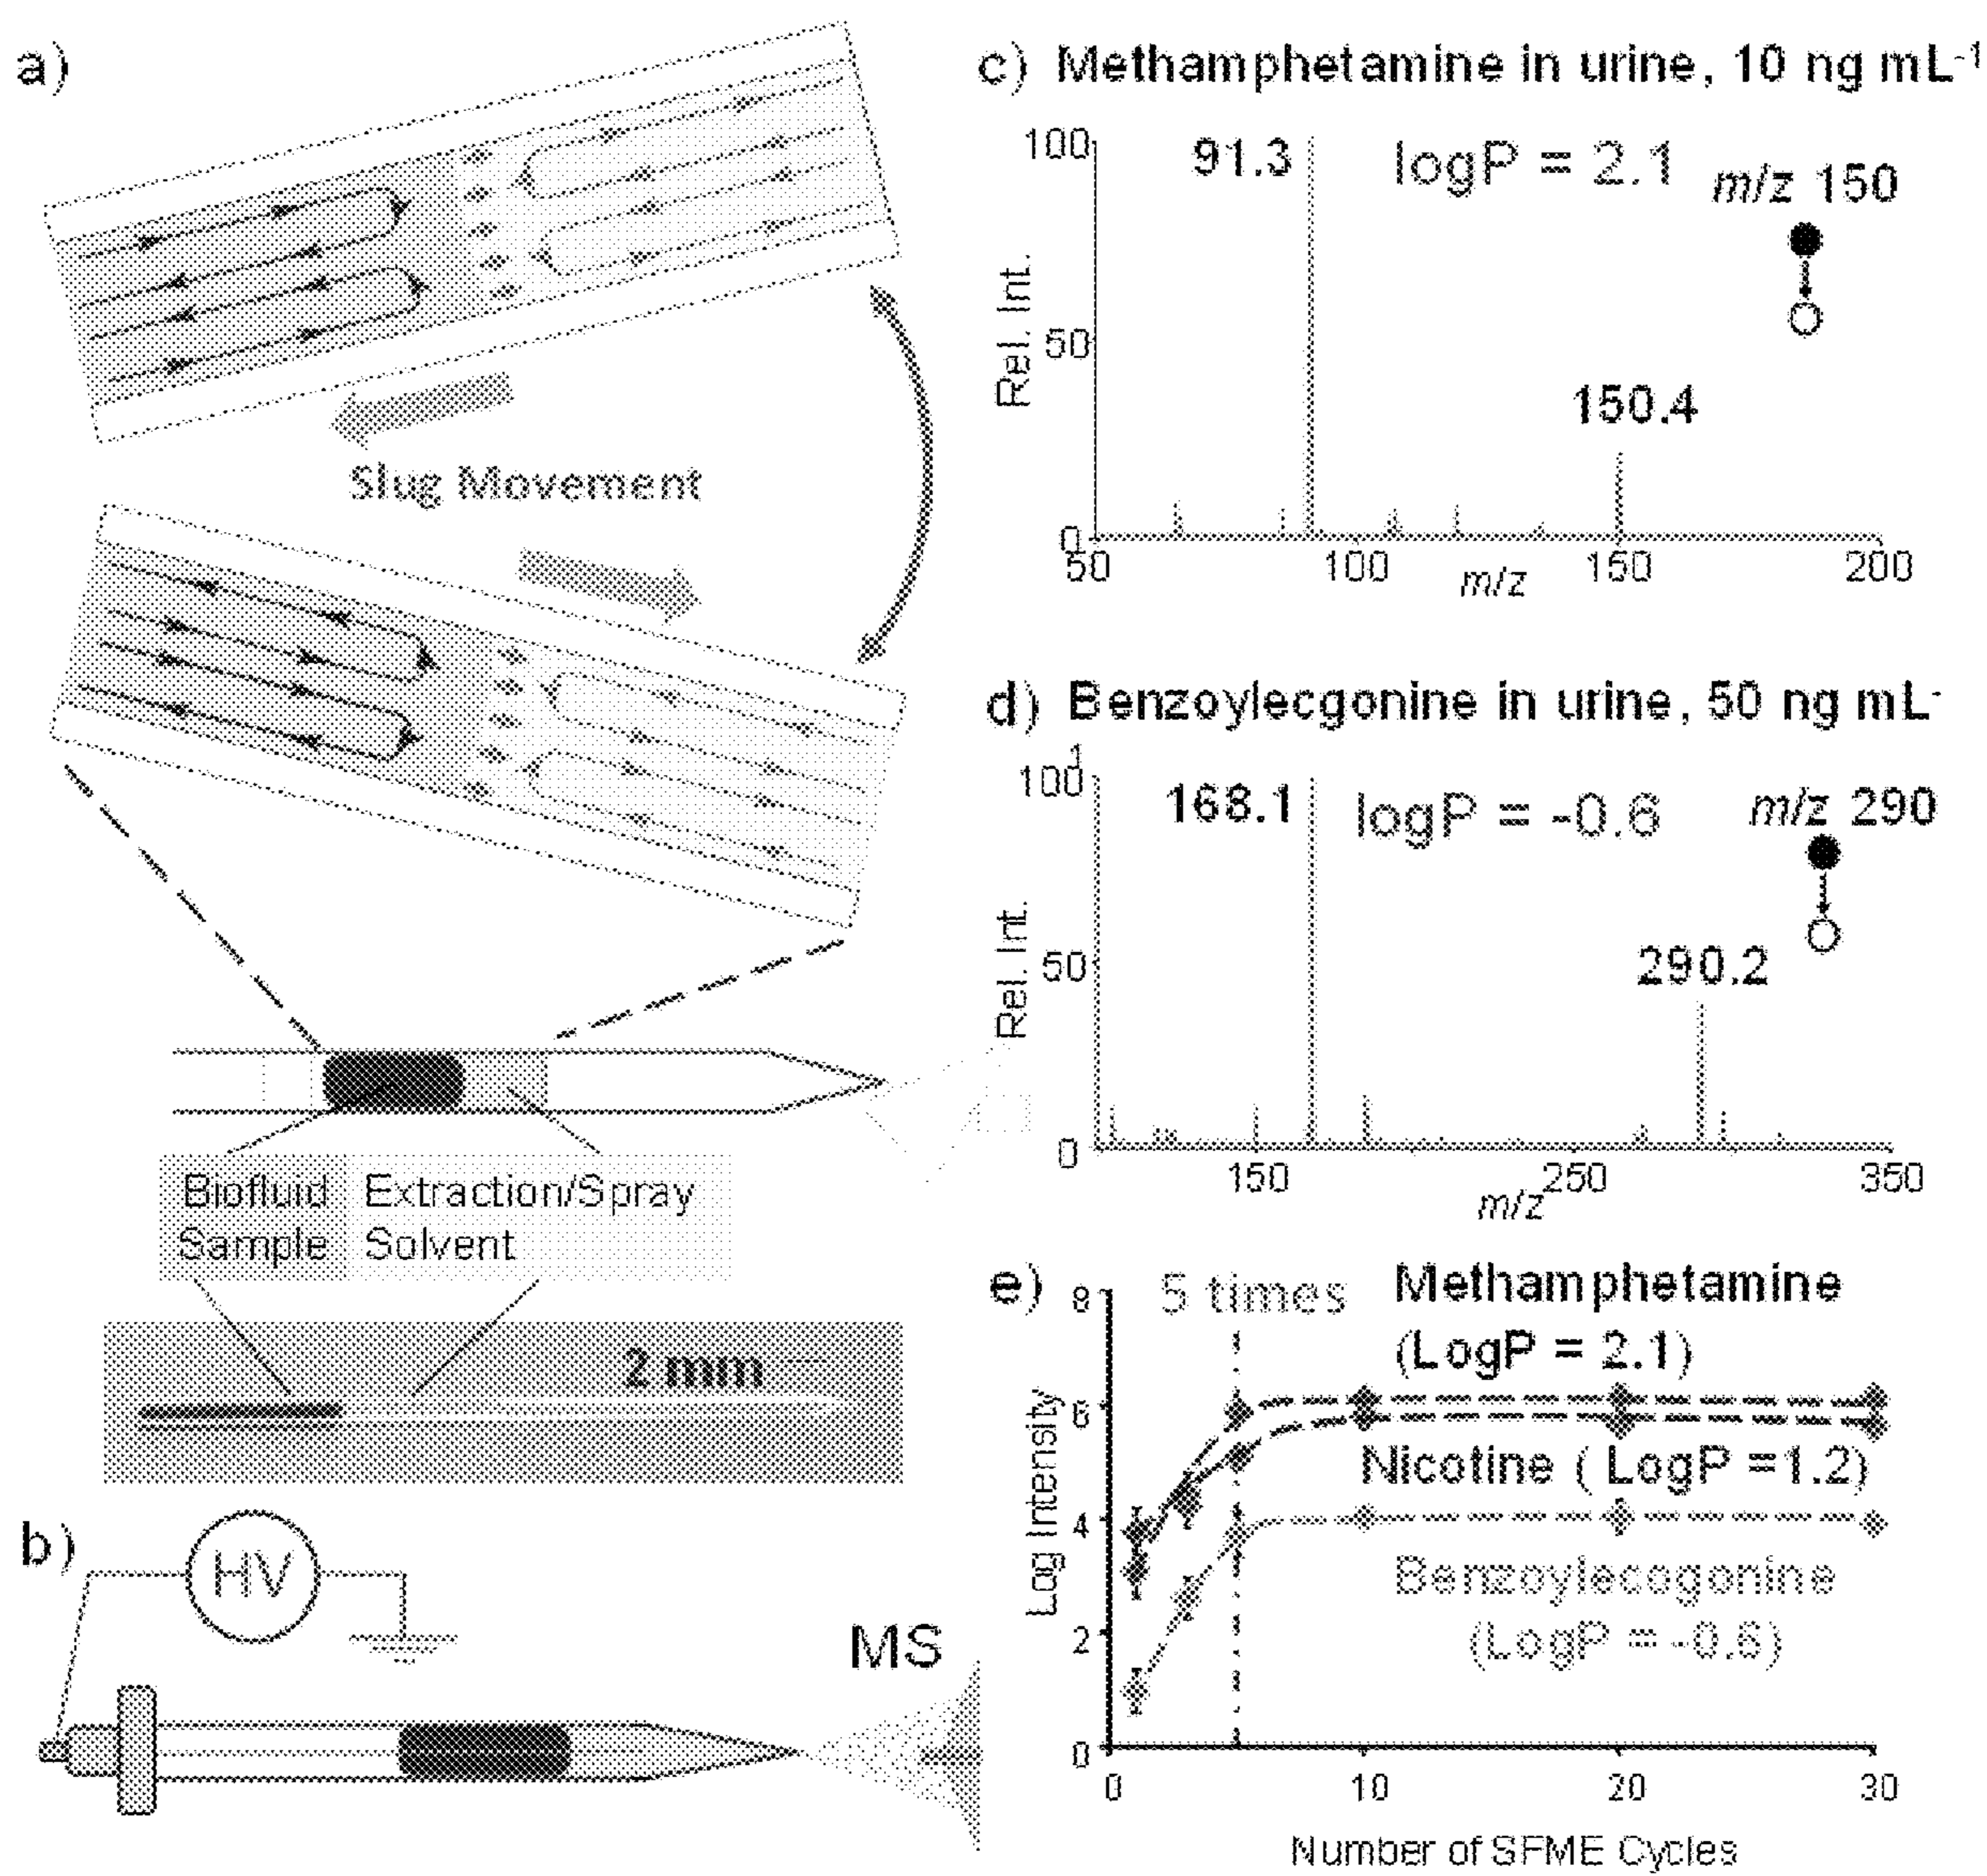 a)
Slug Movement
Biofluid Extraction/Spray
Sample Solvent
2 mm
b)
HV
MS
c) Methamphetamine in urine, 10 ng mL-1
100
91.3
logP = 2.1
m/z 150
Rel. Int.
50
150.4
0
50
100
150
200
m/z
d) Benzoylecgonine in urine, 50 ng mL-
1
100
168.1
logP = -0.6
m/z 290
Rel. Int.
50
290.2
0
150
250
350
m/z
e)
8
5 times
Methamphetamine
(LogP = 2.1)
6
Nicotine ( LogP =1.2)
Log Intensity
4
Benzoylecogonine
(LogP = -0.6)
2
0
0
10
20
30
Number of SFME Cycles